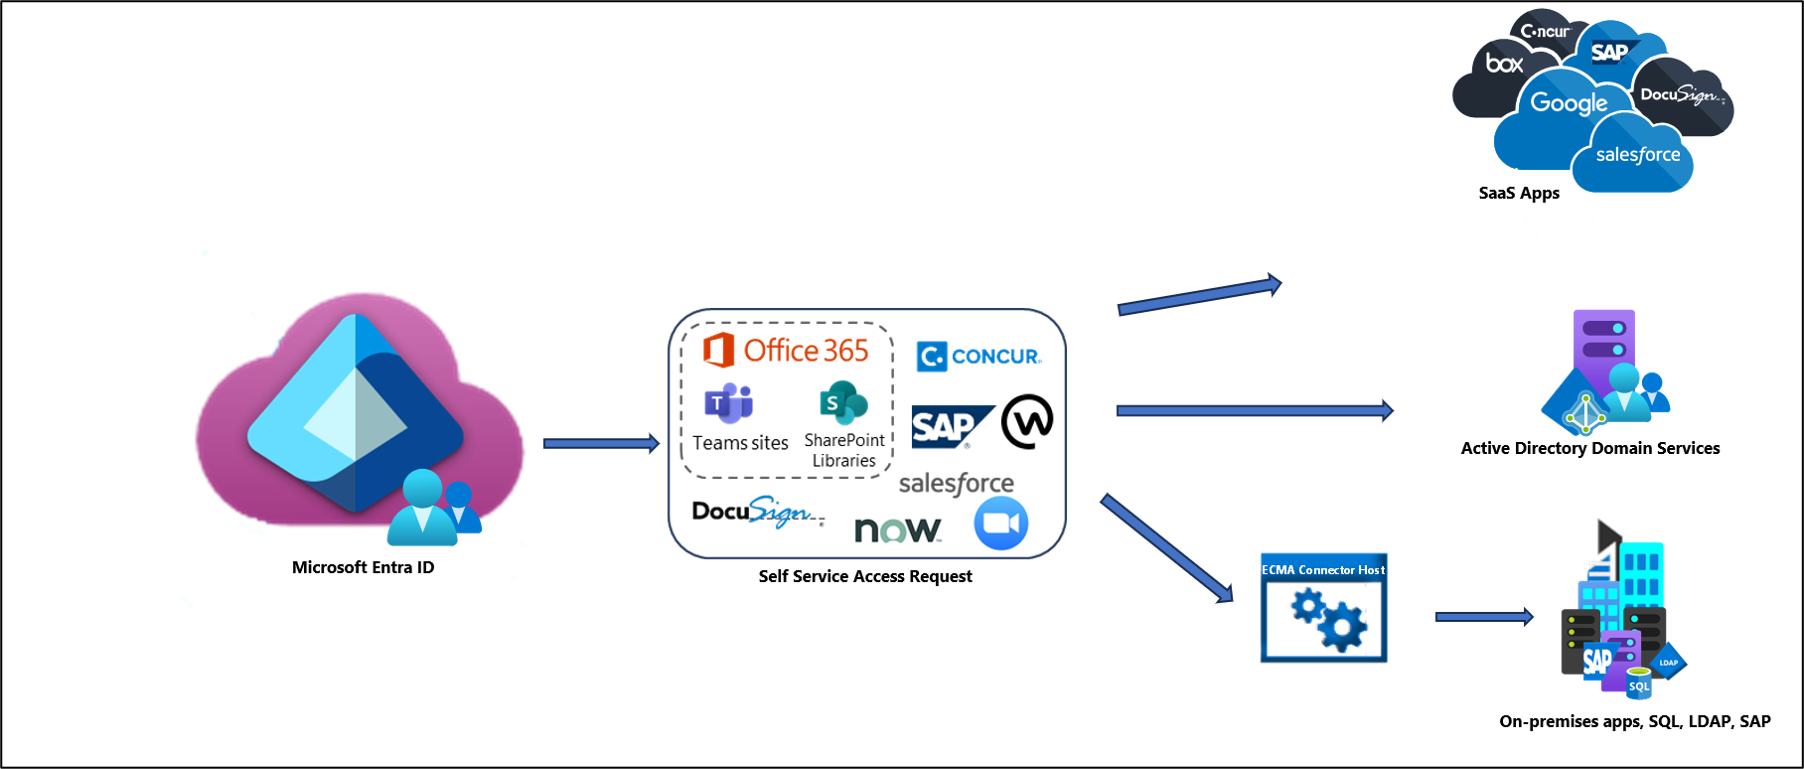 Concur
SAP
box
Google
DocuSign
salesforce
SaaS Apps
Microsoft Entra ID
Office 365
T
Teams sites
S
SharePoint
Libraries
C. CONCUR
SAP
W
salesforce
DocuSign
now
Self Service Access Request
Active Directory Domain Services
ECMA Connector Host
SAP
LDAP
SQL
On-premises apps, SQL, LDAP, SAP